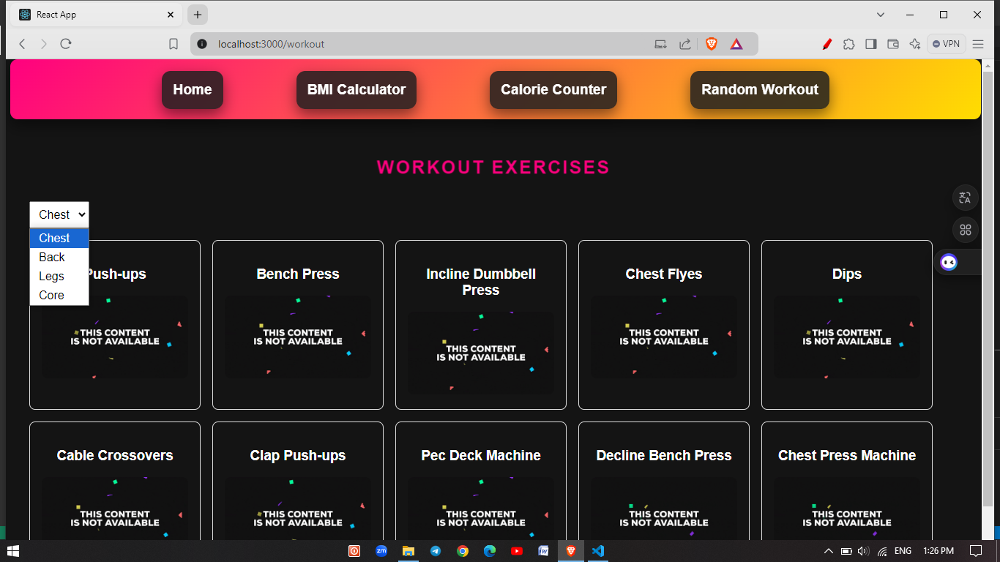 React App
localhost:3000/workout
VPN
Home
BMI Calculator
Calorie Counter
Random Workout
WORKOUT EXERCISES
Chest
Chest
Back
Legs
Core
Push-ups
Bench Press
Incline Dumbbell
Press
Chest Flyes
Dips
THIS CONTENT
IS NOT AVAILABLE
THIS CONTENT
IS NOT AVAILABLE
THIS CONTENT
IS NOT AVAILABLE
THIS CONTENT
IS NOT AVAILABLE
THIS CONTENT
IS NOT AVAILABLE
Cable Crossovers
Clap Push-ups
Pec Deck Machine
Decline Bench Press
Chest Press Machine
THIS CONTENT
IS NOT AVAILABLE
THIS CONTENT
IS NOT AVAILABLE
THIS CONTENT
IS NOT AVAILABLE
THIS CONTENT
IS NOT AVAILABLE
THIS CONTENT
IS NOT AVAILABLE
zm
W
ENG
1:26 PM